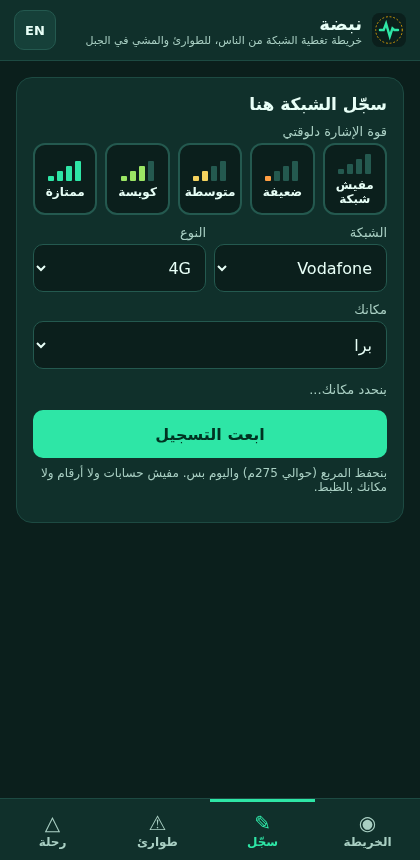 نبضة
خريطة تغطية الشبكة من الناس، للطوارئ والمشي في الجبل
EN
سجّل الشبكة هنا
قوة الإشارة دلوقتي
مفيش شبكة
ضعيفة
متوسطة
كويسة
ممتازة
الشبكة
النوع
Vodafone
4G
مكانك
برا
بنحدد مكانك...
ابعت التسجيل
بنحفظ المربع (حوالي 275م) واليوم بس. مفيش حسابات ولا أرقام ولا
مكانك بالظبط.
الخريطة
سجّل
طوارئ
رحلة